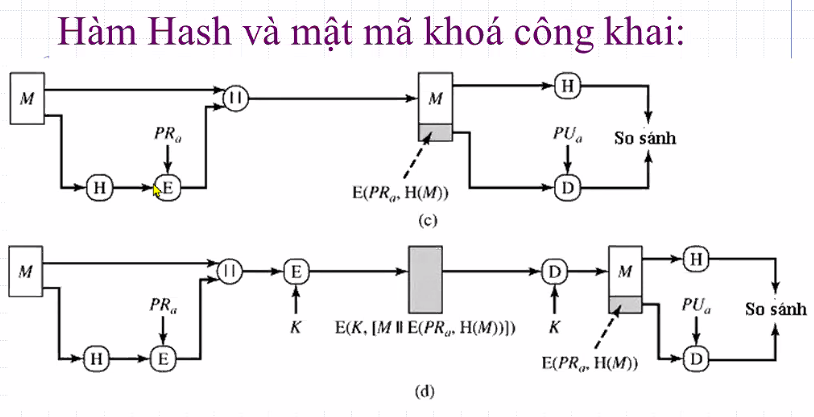 Hàm Hash và mật mã khoá công khai:
M
||
M
H
PRₐ
PUₐ
So sánh
H
E
D
E(PRₐ, H(M))
(c)
M
||
E
D
M
H
PRₐ
K
E(K, [M || E(PRₐ, H(M))])
K
PUₐ
So sánh
H
E
E(PRₐ, H(M))
D
(d)